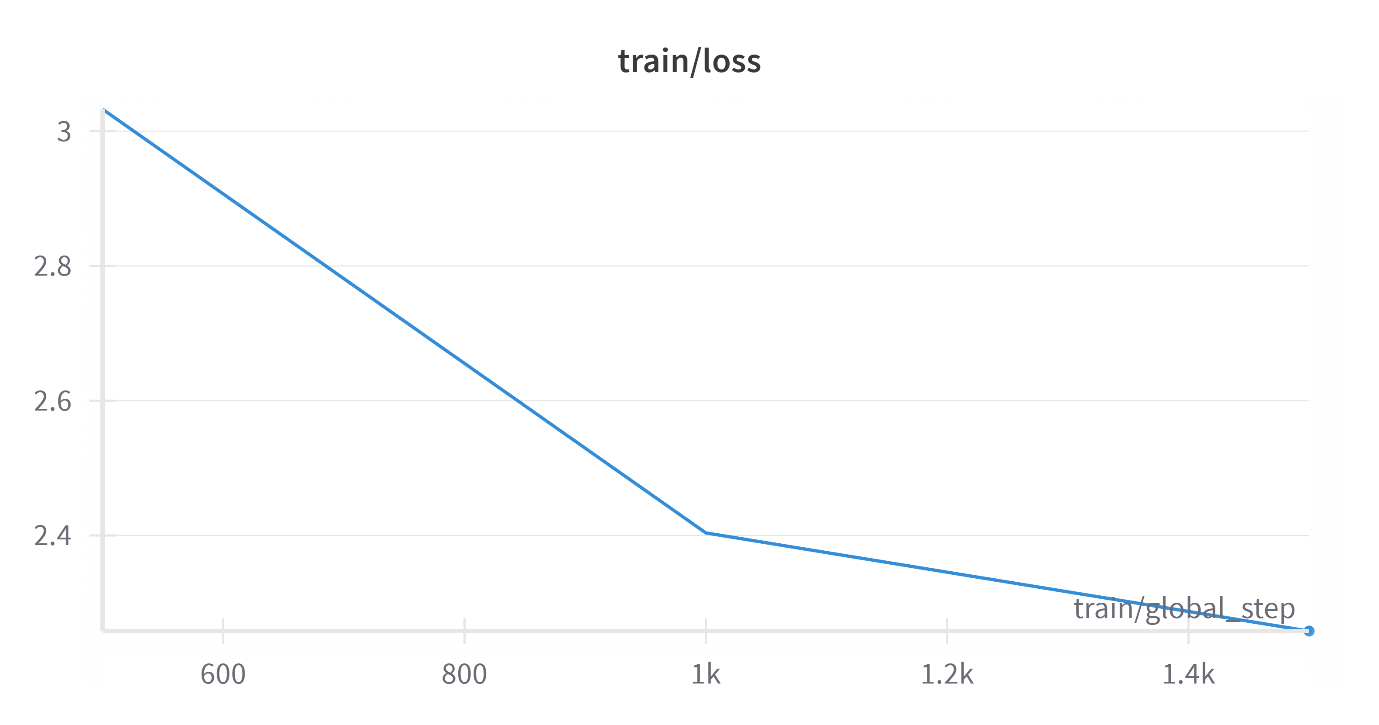 train/loss
3
2.8
2.6
2.4
train/global_step
600 800 1k 1.2k 1.4k